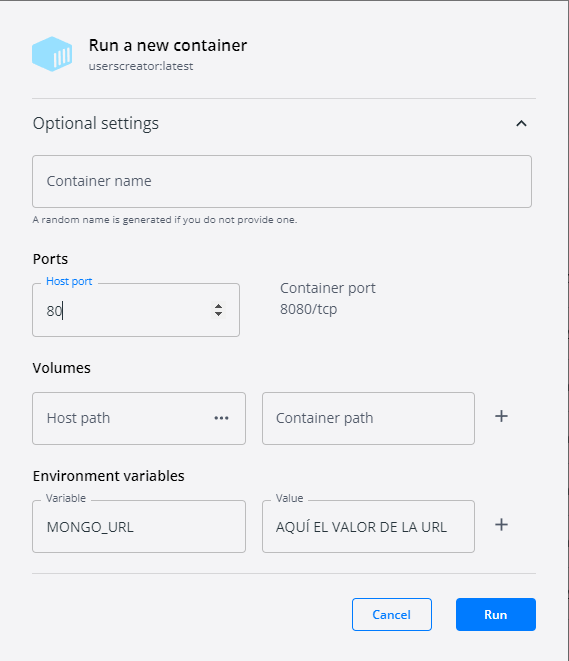 Run a new container
userscreator:latest
Optional settings
Container name
A random name is generated if you do not provide one.
Ports
Host port
80
Container port
8080/tcp
Volumes
Host path
Container path
Environment variables
Variable
MONGO_URL
Value
AQUÍ EL VALOR DE LA URL
Cancel
Run